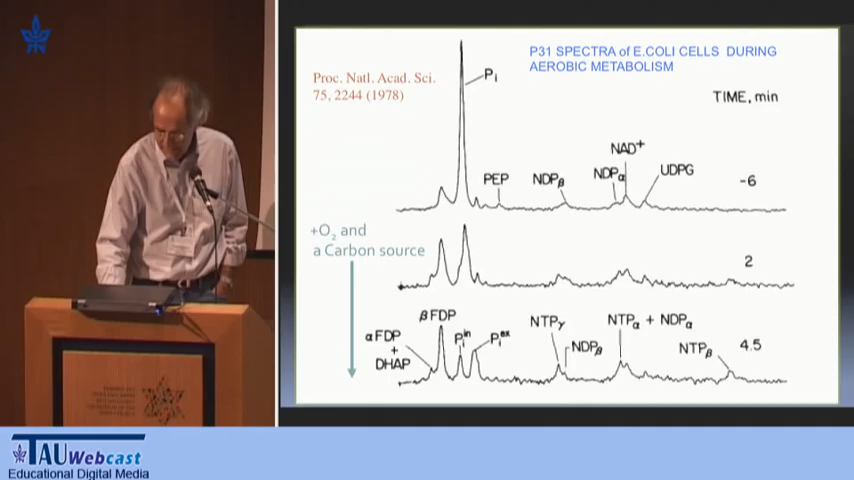 P31 SPECTRA of E.COLI CELLS DURING
AEROBIC METABOLISM
Proc. Natl. Acad. Sci.
75, 2244 (1978)
Pi
TIME, min
NAD+
PEP
NDPβ
NDPα
UDPG
-6
+O2 and
a Carbon source
2
βFDP
αFDP
+
DHAP
Piin
Piex
NTPγ
NDPβ
NTPα + NDPα
NTPβ
4.5
TAU Webcast
Educational Digital Media